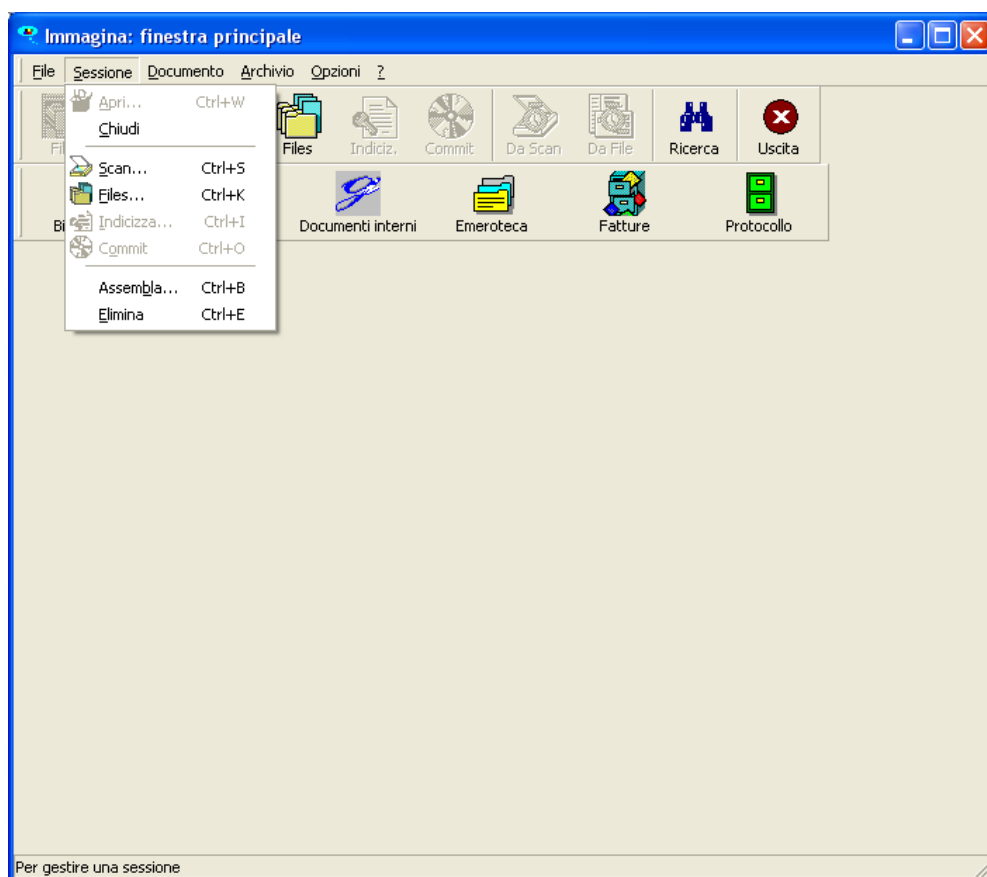 Immagina: finestra principale
File Sessione Documento Archivio Opzioni ?
Apri... Ctrl+W
Chiudi
Scan... Ctrl+S
Files... Ctrl+K
Indicizza... Ctrl+I
Commit Ctrl+O
Assembla... Ctrl+B
Elimina Ctrl+E
Files Indiciz. Commit Da Scan Da File Ricerca Uscita
Documenti interni Emeroteca Fatture Protocollo
Per gestire una sessione